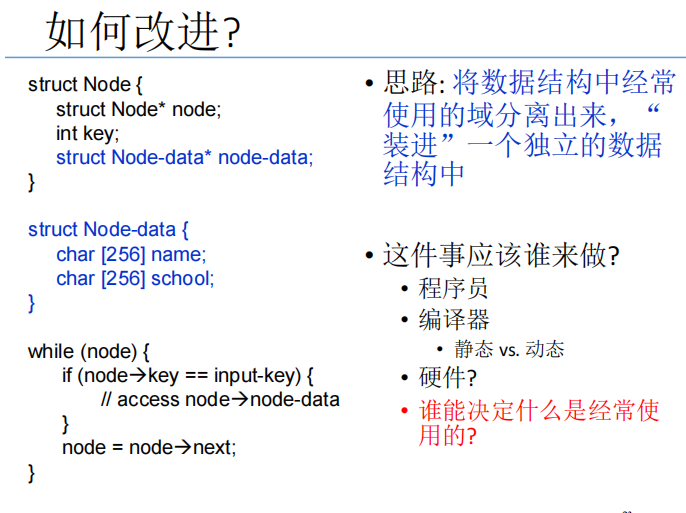 如何改进?
struct Node {
struct Node* node;
int key;
struct Node-data* node-data;
}
struct Node-data {
char [256] name;
char [256] school;
}
while (node) {
if (node→key == input-key) {
// access node→node-data
}
node = node→next;
}
• 思路: 将数据结构中经常
使用的域分离出来，“
装进”一个独立的数据
结构中
• 这件事应该谁来做?
• 程序员
• 编译器
• 静态 vs. 动态
• 硬件?
• 谁能决定什么是经常使
用的?